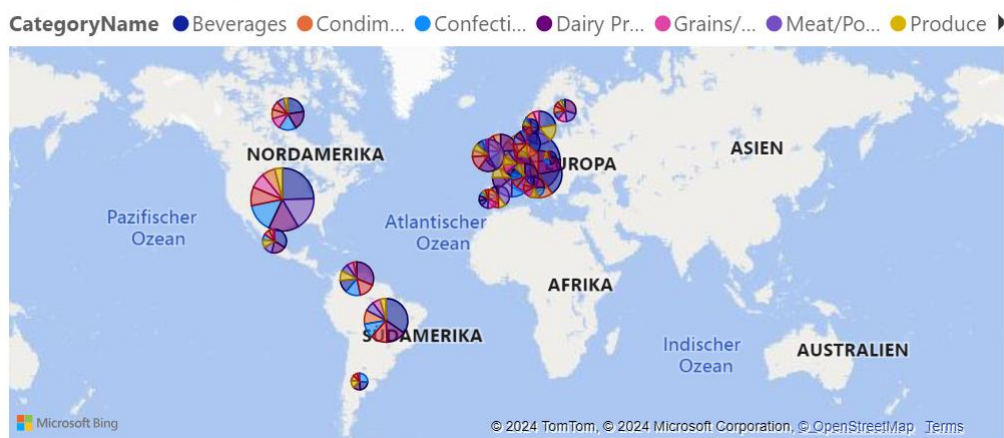 CategoryName Beverages Condim... Confecti... Dairy Pr... Grains/... Meat/Po... Produce
NORDAMERIKA
ASIEN
EUROPA
Pazifischer
Ozean
Atlantischer
Ozean
AFRIKA
SÜDAMERIKA
Indischer
Ozean
AUSTRALIEN
Microsoft Bing
© 2024 TomTom, © 2024 Microsoft Corporation, © OpenStreetMap Terms